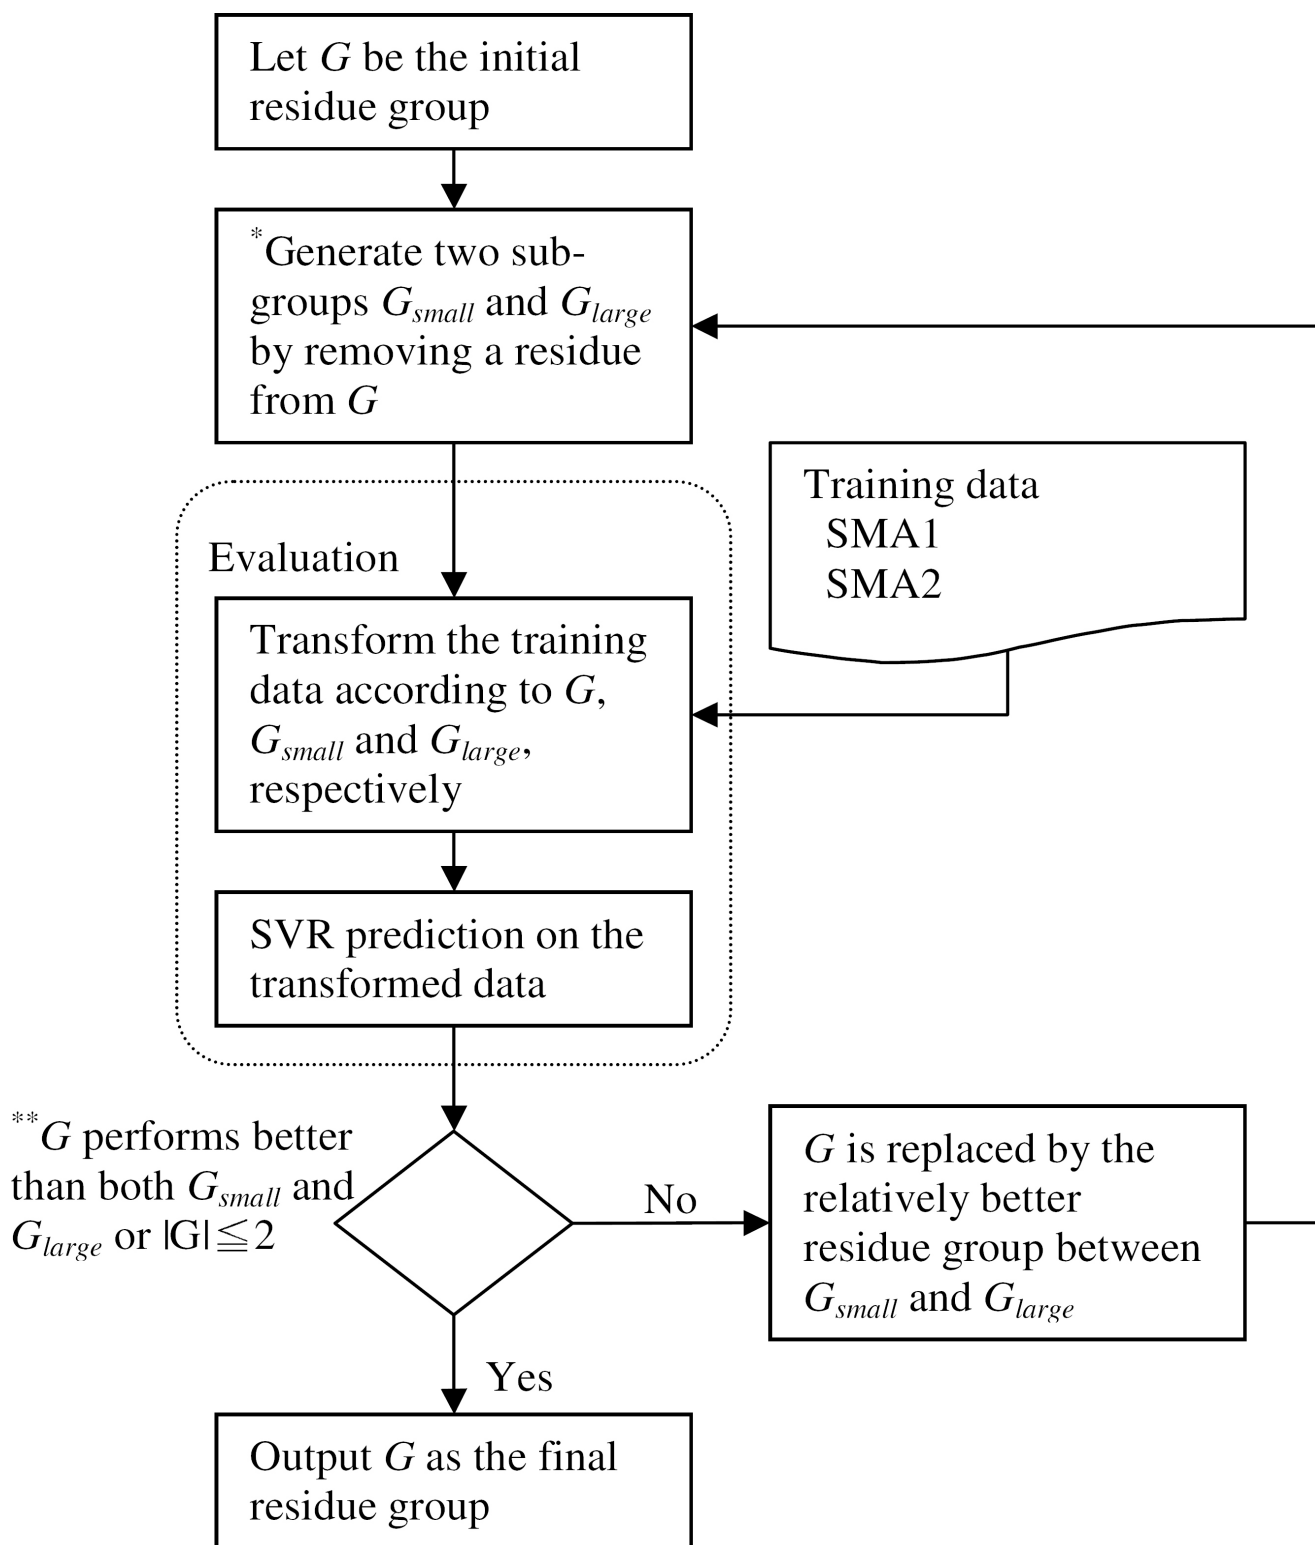 Let G be the initial
residue group
*Generate two sub-
groups Gsmall and Glarge
by removing a residue
from G
Training data
SMA1
SMA2
Evaluation
Transform the training
data according to G,
Gsmall and Glarge,
respectively
SVR prediction on the
transformed data
**G performs better
than both Gsmall and
Glarge or |G|≦2
No
G is replaced by the
relatively better
residue group between
Gsmall and Glarge
Yes
Output G as the final
residue group